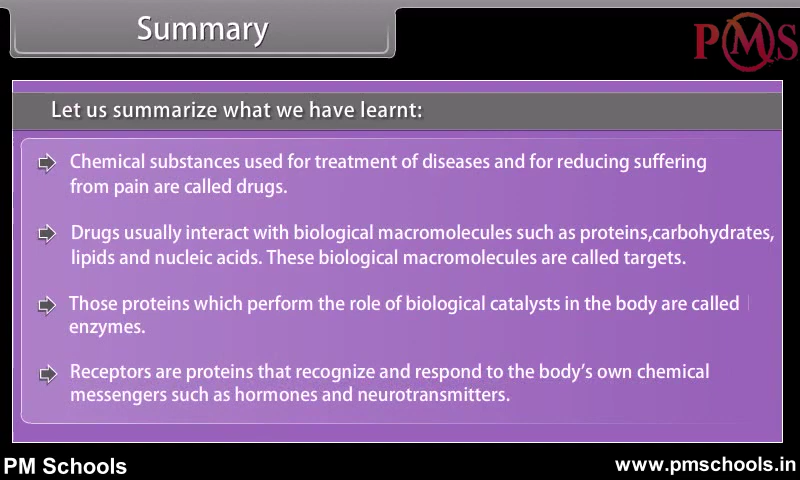 Summary
PMS
Let us summarize what we have learnt:
Chemical substances used for treatment of diseases and for reducing suffering
from pain are called drugs.
Drugs usually interact with biological macromolecules such as proteins,carbohydrates,
lipids and nucleic acids. These biological macromolecules are called targets.
Those proteins which perform the role of biological catalysts in the body are called
enzymes.
Receptors are proteins that recognize and respond to the body's own chemical
messengers such as hormones and neurotransmitters.
PM Schools
www.pmschools.in